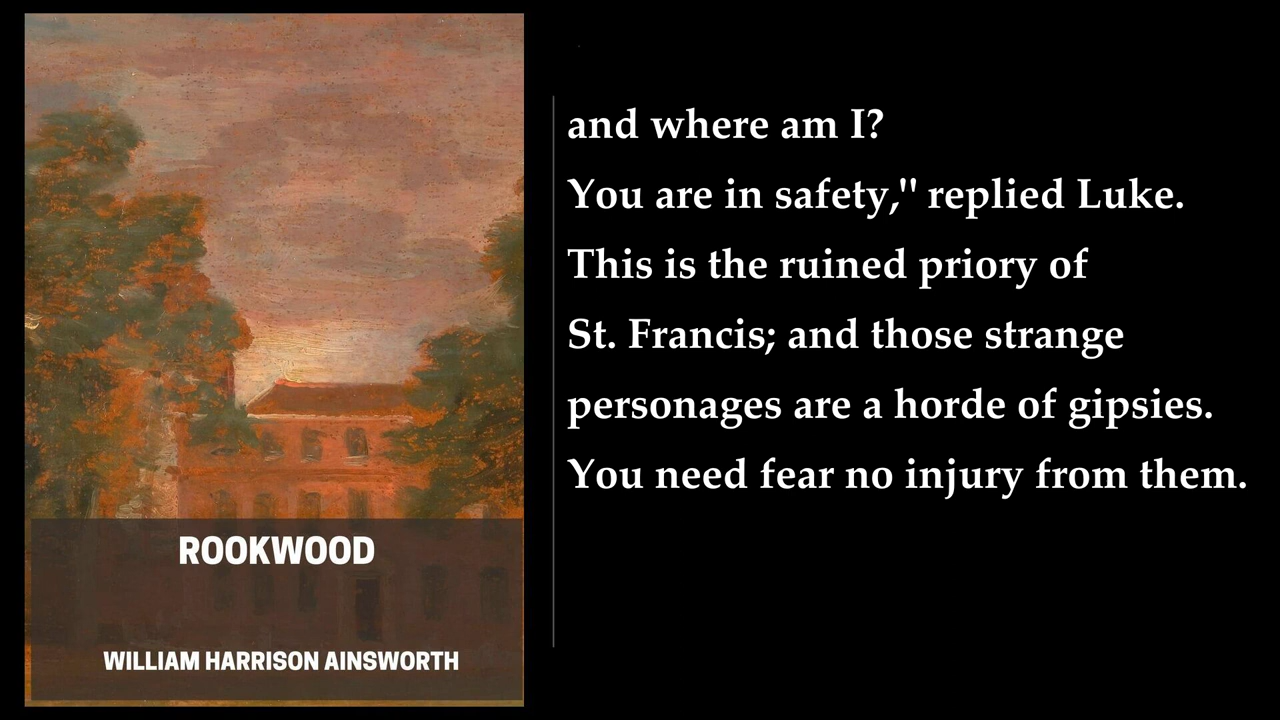 ROOKWOOD
WILLIAM HARRISON AINSWORTH
and where am I?
You are in safety," replied Luke.
This is the ruined priory of
St. Francis; and those strange
personages are a horde of gipsies.
You need fear no injury from them.